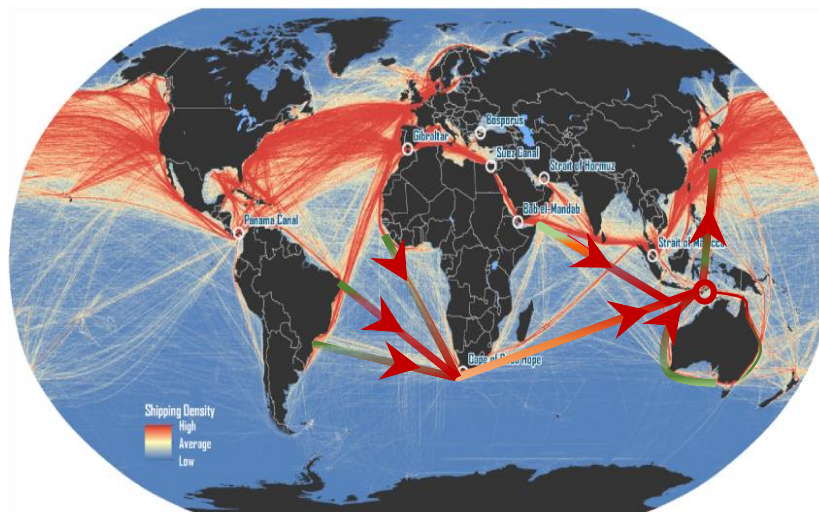 Bosporus
Gibraltar
Suez Canal
Strait of Hormuz
Bab el-Mandab
Panama Canal
Strait of Malacca
Cape of Good Hope
Shipping Density
High
Average
Low